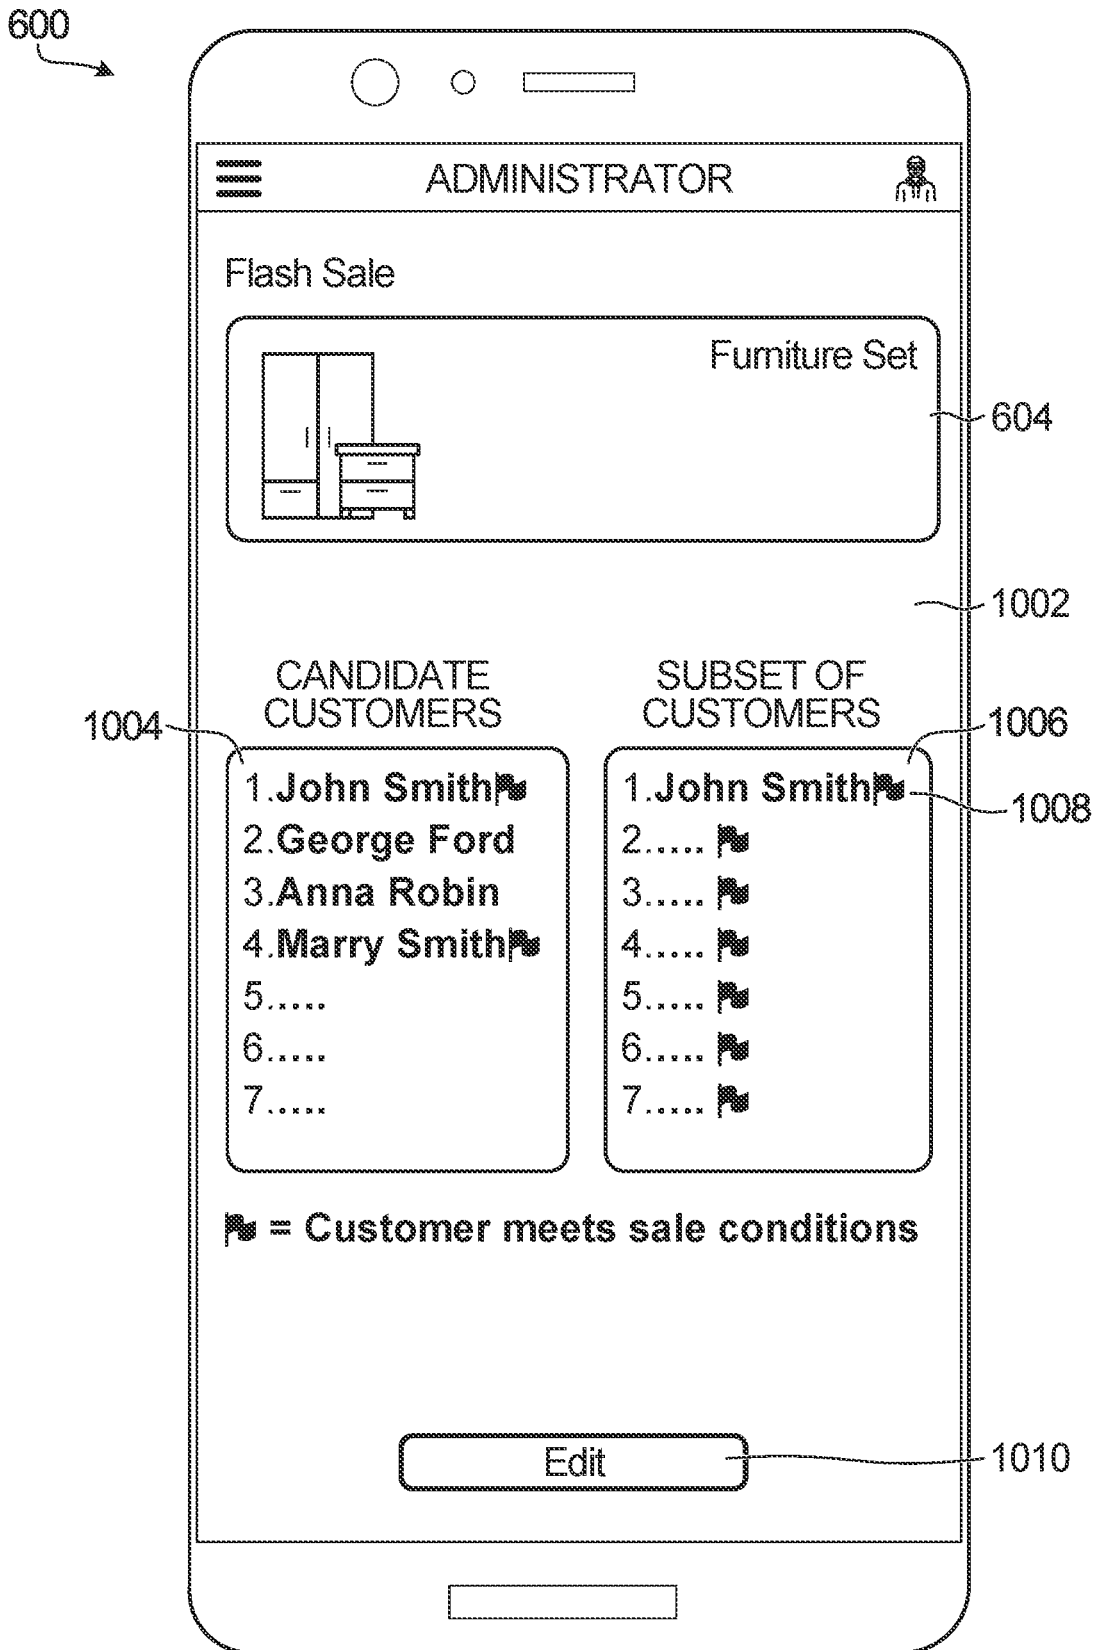 600
ADMINISTRATOR
Flash Sale
Furniture Set
604
1002
CANDIDATE
CUSTOMERS
1004
1.John Smith
2.George Ford
3.Anna Robin
4.Marry Smith
5.....
6.....
7.....
SUBSET OF
CUSTOMERS
1006
1.John Smith
1008
2.....
3.....
4.....
5.....
6.....
7.....
= Customer meets sale conditions
Edit
1010